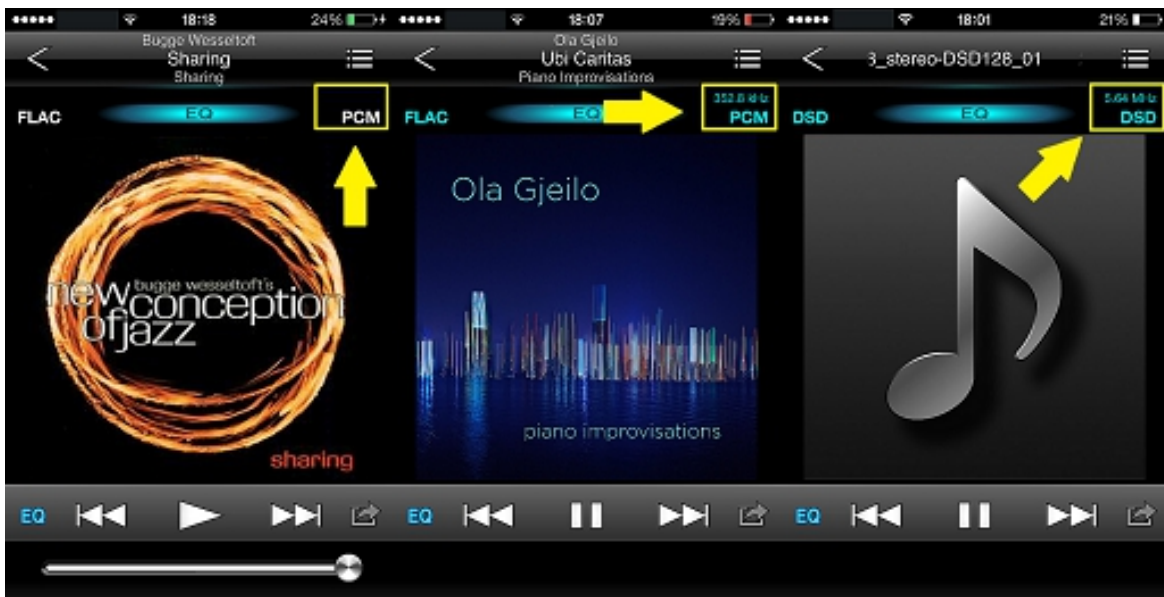 18:18
24%
Bugge Wesseltoft
Sharing
Sharing
FLAC
EQ
PCM
new
bugge wesseltoft's
conception
of jazz
sharing
EQ
18:07
19%
Ola Gjeilo
Ubi Caritas
Piano Improvisations
FLAC
EQ
352.8 kHz
PCM
Ola Gjeilo
piano improvisations
EQ
18:01
21%
3_stereo-DSD128_01
DSD
EQ
5.64 MHz
DSD
EQ